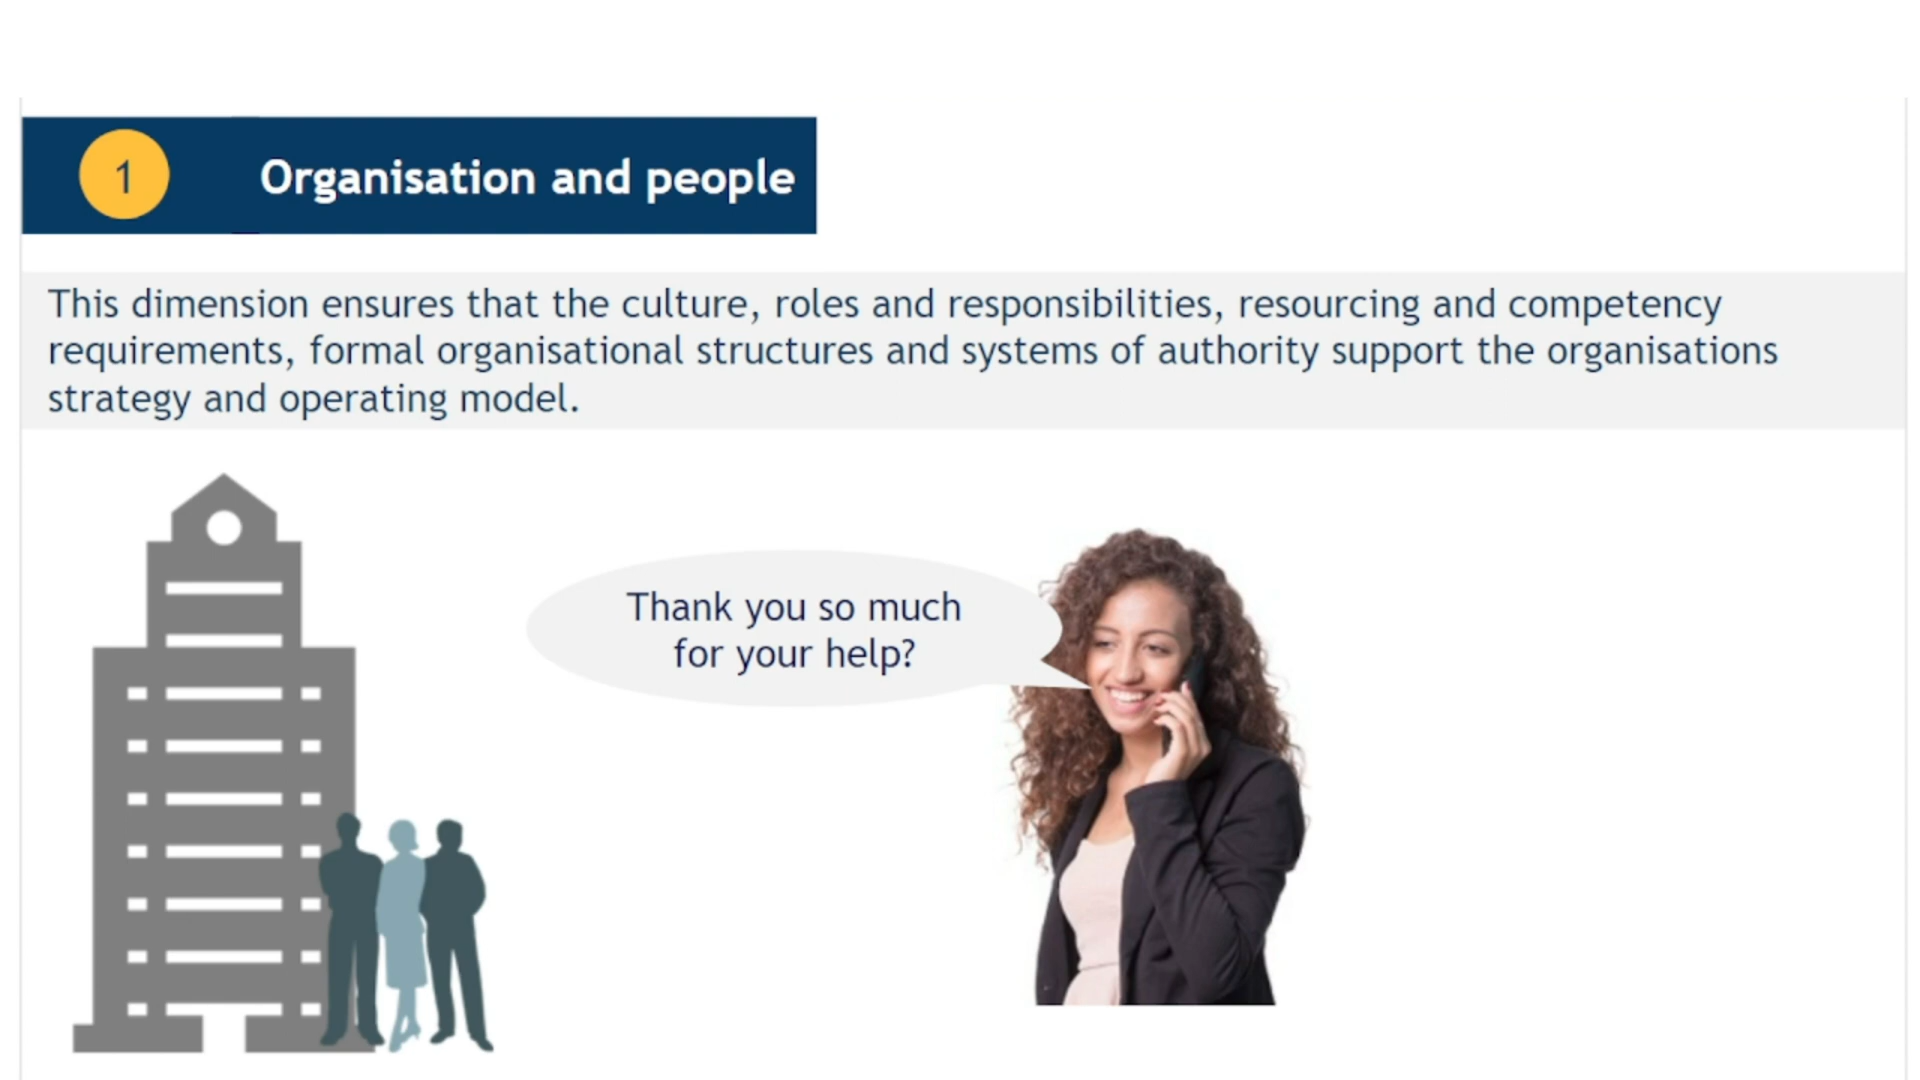 1
Organisation and people
This dimension ensures that the culture, roles and responsibilities, resourcing and competency
requirements, formal organisational structures and systems of authority support the organisations
strategy and operating model.
Thank you so much
for your help?